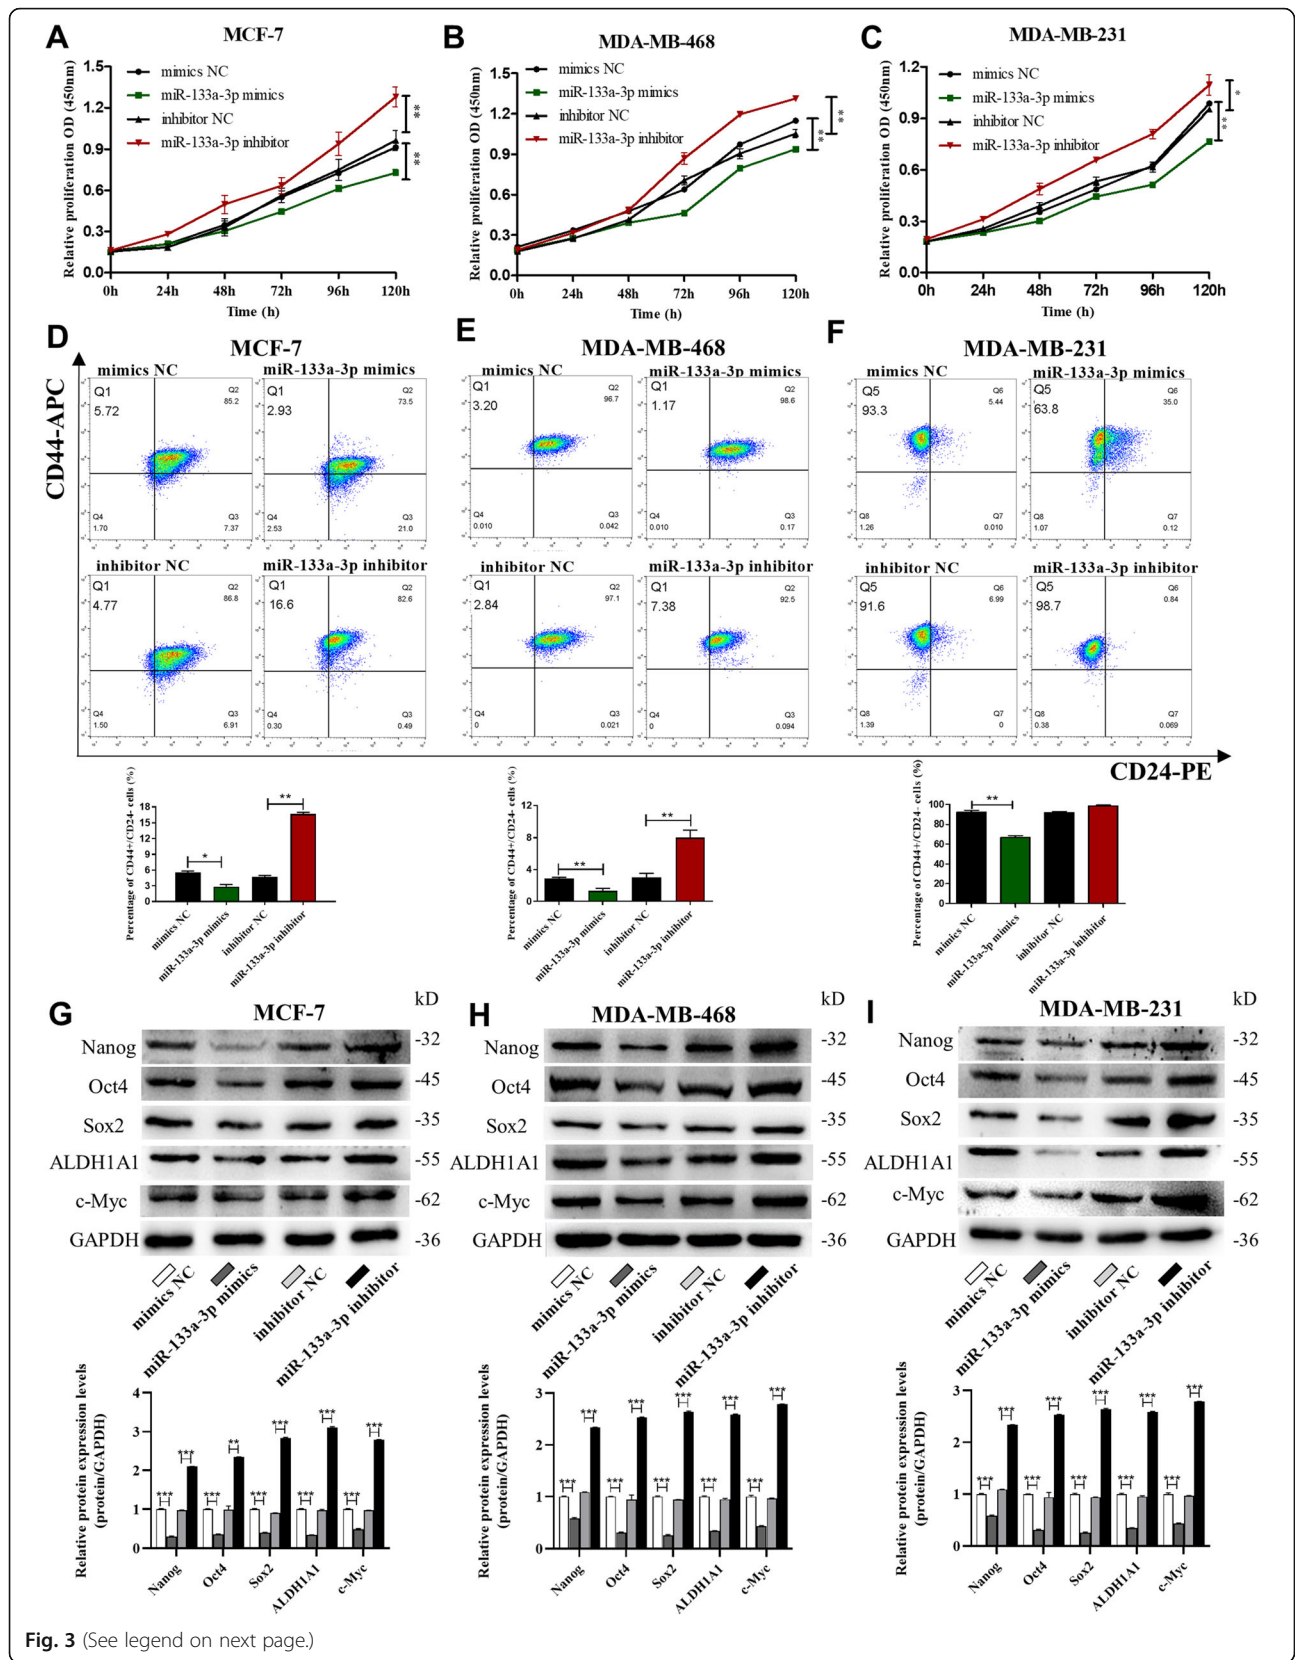 A
MCF-7
Relative proliferation OD (450nm)
1.5
1.2
0.9
0.6
0.3
0.0
mimics NC
miR-133a-3p mimics
inhibitor NC
miR-133a-3p inhibitor
**
**
0h 24h 48h 72h 96h 120h
Time (h)
B
MDA-MB-468
Relative proliferation OD (450nm)
1.5
1.2
0.9
0.6
0.3
0.0
mimics NC
miR-133a-3p mimics
inhibitor NC
miR-133a-3p inhibitor
**
**
0h 24h 48h 72h 96h 120h
Time (h)
C
MDA-MB-231
Relative proliferation OD (450nm)
1.2
0.9
0.6
0.3
0.0
mimics NC
miR-133a-3p mimics
inhibitor NC
miR-133a-3p inhibitor
*
**
0h 24h 48h 72h 96h 120h
Time (h)
CD44-APC
D
MCF-7
mimics NC
Q1
5.72
Q2
85.2
Q4
1.70
Q3
7.37
miR-133a-3p mimics
Q1
2.93
Q2
73.5
Q4
2.53
Q3
21.0
inhibitor NC
Q1
4.77
Q2
86.8
Q4
1.50
Q3
6.91
miR-133a-3p inhibitor
Q1
16.6
Q2
82.6
Q4
0.30
Q3
0.49
E
MDA-MB-468
mimics NC
Q1
3.20
Q2
96.7
Q4
0.010
Q3
0.042
miR-133a-3p mimics
Q1
1.17
Q2
98.6
Q4
0.010
Q3
0.17
inhibitor NC
Q1
2.84
Q2
97.1
Q4
0
Q3
0.021
miR-133a-3p inhibitor
Q1
7.38
Q2
92.5
Q4
0
Q3
0.094
F
MDA-MB-231
mimics NC
Q5
93.3
Q6
5.44
Q8
1.26
Q7
0.010
miR-133a-3p mimics
Q5
63.8
Q6
35.0
Q8
1.07
Q7
0.12
inhibitor NC
Q5
91.6
Q6
6.99
Q8
1.39
Q7
0
miR-133a-3p inhibitor
Q5
98.7
Q6
0.84
Q8
0.38
Q7
0.069
CD24-PE
Percentage of CD44+/CD24- cells (%)
18
15
12
9
6
3
0
*
**
mimics NC
miR-133a-3p mimics
inhibitor NC
miR-133a-3p inhibitor
Percentage of CD44+/CD24- cells (%)
12
8
4
0
**
**
mimics NC
miR-133a-3p mimics
inhibitor NC
miR-133a-3p inhibitor
Percentage of CD44+/CD24- cells (%)
100
80
60
40
20
0
**
mimics NC
miR-133a-3p mimics
inhibitor NC
miR-133a-3p inhibitor
G
MCF-7
kD
Nanog -32
Oct4 -45
Sox2 -35
ALDH1A1 -55
c-Myc -62
GAPDH -36
mimics NC
miR-133a-3p mimics
inhibitor NC
miR-133a-3p inhibitor
H
MDA-MB-468
kD
Nanog -32
Oct4 -45
Sox2 -35
ALDH1A1 -55
c-Myc -62
GAPDH -36
mimics NC
miR-133a-3p mimics
inhibitor NC
miR-133a-3p inhibitor
I
MDA-MB-231
kD
Nanog -32
Oct4 -45
Sox2 -35
ALDH1A1 -55
c-Myc -62
GAPDH -36
mimics NC
miR-133a-3p mimics
inhibitor NC
miR-133a-3p inhibitor
Relative protein expression levels
(protein/GAPDH)
4
3
2
1
0
*** *** *** ** *** *** *** *** *** ***
Nanog Oct4 Sox2 ALDH1A1 c-Myc
Relative protein expression levels
(protein/GAPDH)
3
2
1
0
*** *** *** *** *** *** *** *** *** ***
Nanog Oct4 Sox2 ALDH1A1 c-Myc
Relative protein expression levels
(protein/GAPDH)
3
2
1
0
*** *** *** *** *** *** *** *** *** ***
Nanog Oct4 Sox2 ALDH1A1 c-Myc
Fig. 3 (See legend on next page.)